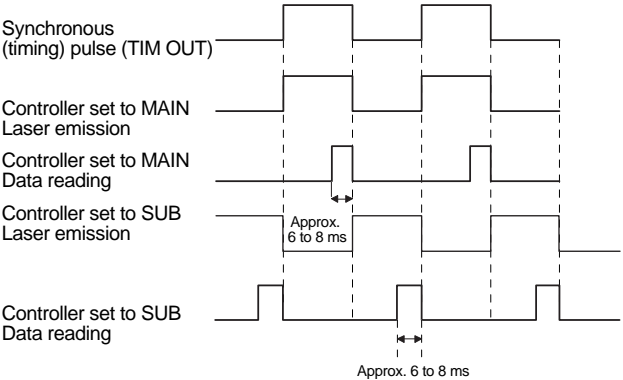 Synchronous
(timing) pulse (TIM OUT)
Controller set to MAIN
Laser emission
Controller set to MAIN
Data reading
Controller set to SUB
Laser emission
Approx.
6 to 8 ms
Controller set to SUB
Data reading
Approx. 6 to 8 ms